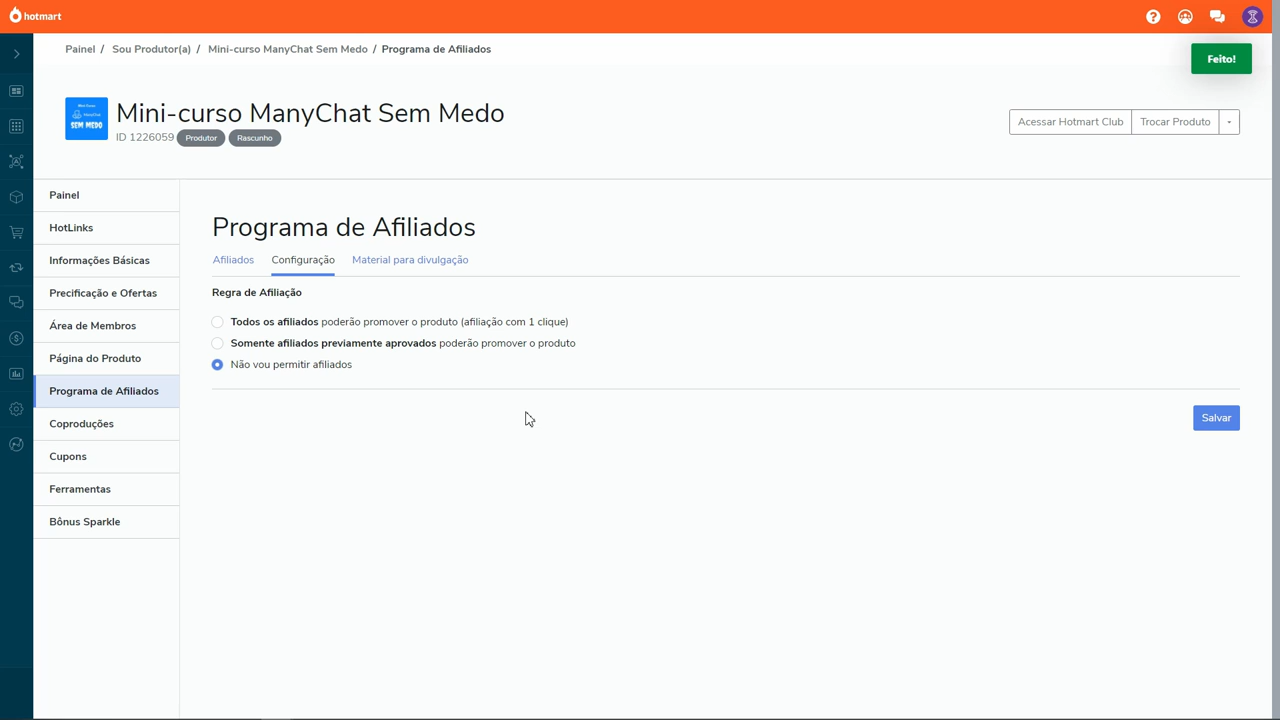 hotmart
Painel / Sou Produtor(a) / Mini-curso ManyChat Sem Medo / Programa de Afiliados
Feito!
Mini-curso ManyChat Sem Medo
SEM MEDO
ID 1226059 Produtor Rascunho
Acessar Hotmart Club Trocar Produto
Painel
HotLinks
Informações Básicas
Precificação e Ofertas
Área de Membros
Página do Produto
Programa de Afiliados
Coproduções
Cupons
Ferramentas
Bônus Sparkle
Programa de Afiliados
Afiliados Configuração Material para divulgação
Regra de Afiliação
Todos os afiliados poderão promover o produto (afiliação com 1 clique)
Somente afiliados previamente aprovados poderão promover o produto
Não vou permitir afiliados
Salvar